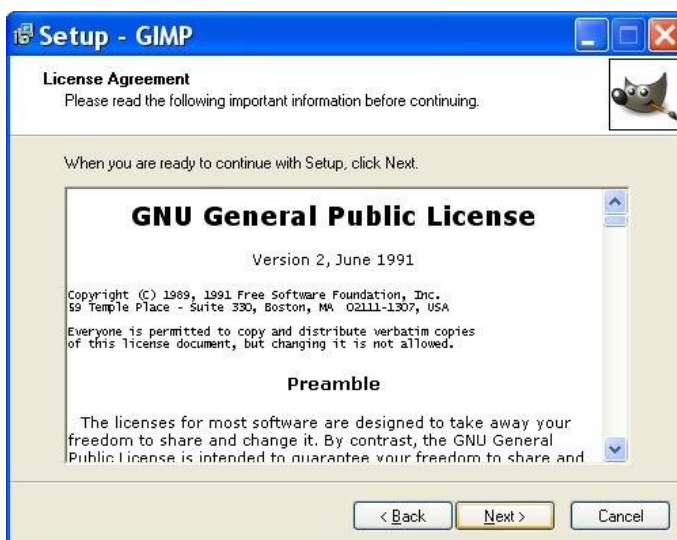 Setup - GIMP
License Agreement
Please read the following important information before continuing.
When you are ready to continue with Setup, click Next.
GNU General Public License
Version 2, June 1991
Copyright (C) 1989, 1991 Free Software Foundation, Inc.
59 Temple Place - Suite 330, Boston, MA  02111-1307, USA
Everyone is permitted to copy and distribute verbatim copies
of this license document, but changing it is not allowed.
Preamble
The licenses for most software are designed to take away your
freedom to share and change it. By contrast, the GNU General
Public License is intended to guarantee your freedom to share and
< Back
Next >
Cancel